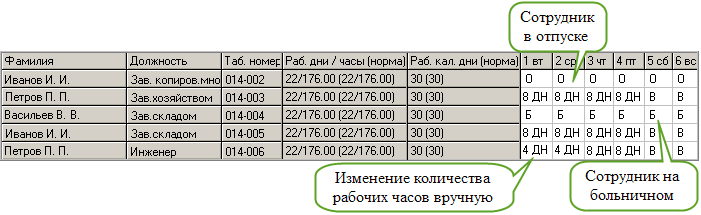 Сотрудник
в отпуске
Фамилия Должность Таб. номер Раб. дни / часы (норма) Раб. кал. дни (норма) 1 вт 2 ср 3 чт 4 пт 5 сб 6 вс
Иванов И. И. Зав. копиров.мно 014-002 22/176.00 (22/176.00) 30 (30) О О О О О О
Петров П. П. Зав.хозяйством 014-003 22/176.00 (22/176.00) 30 (30) 8 ДН 8 ДН 8 ДН 8 ДН В В
Васильев В. В. Зав.складом 014-004 22/176.00 (22/176.00) 30 (30) Б Б Б Б Б Б
Иванов И. И. Зав.складом 014-005 22/176.00 (22/176.00) 30 (30) 8 ДН 8 ДН 8 ДН 8 ДН В В
Петров П. П. Инженер 014-006 22/176.00 (22/176.00) 30 (30) 4 ДН 4 ДН 8 ДН 8 ДН В В
Изменение количества
рабочих часов вручную
Сотрудник на
больничном